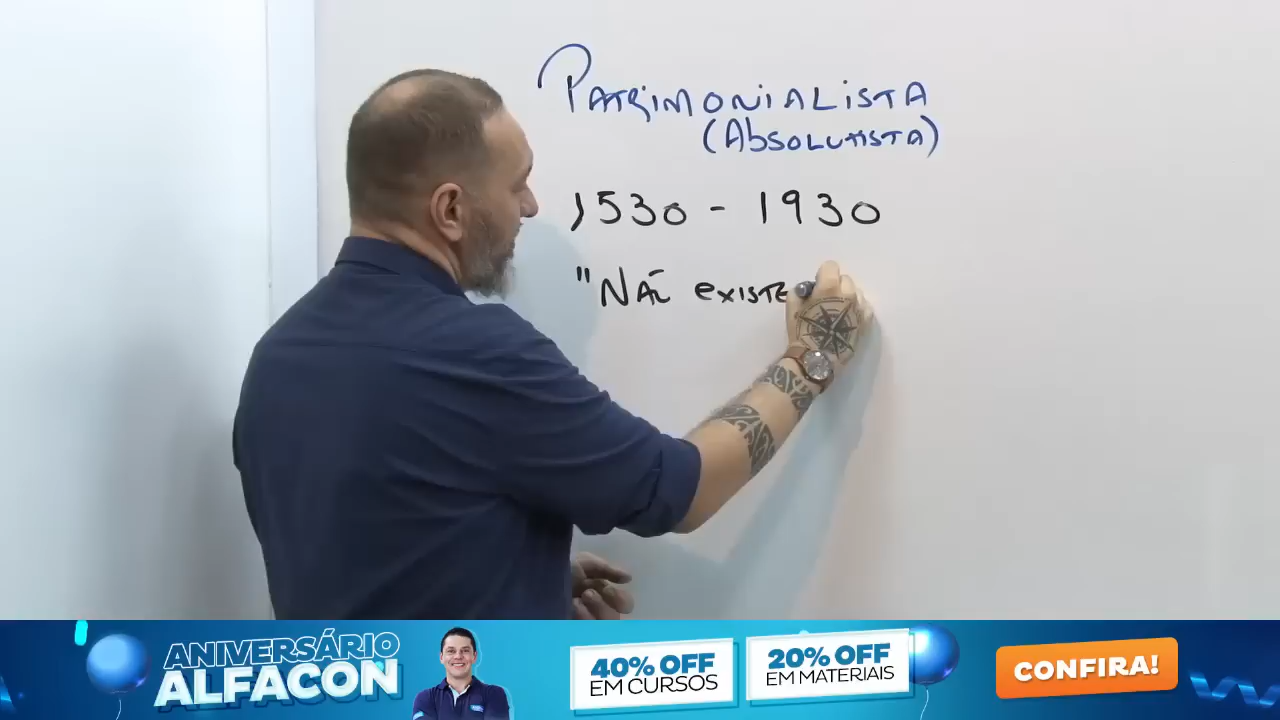 PATRIMONIALISTA
(ABSOLUTISTA)
1530 - 1930
"NÃO EXISTE
ANIVERSÁRIO
ALFACON
40% OFF
EM CURSOS
20% OFF
EM MATERIAIS
CONFIRA!